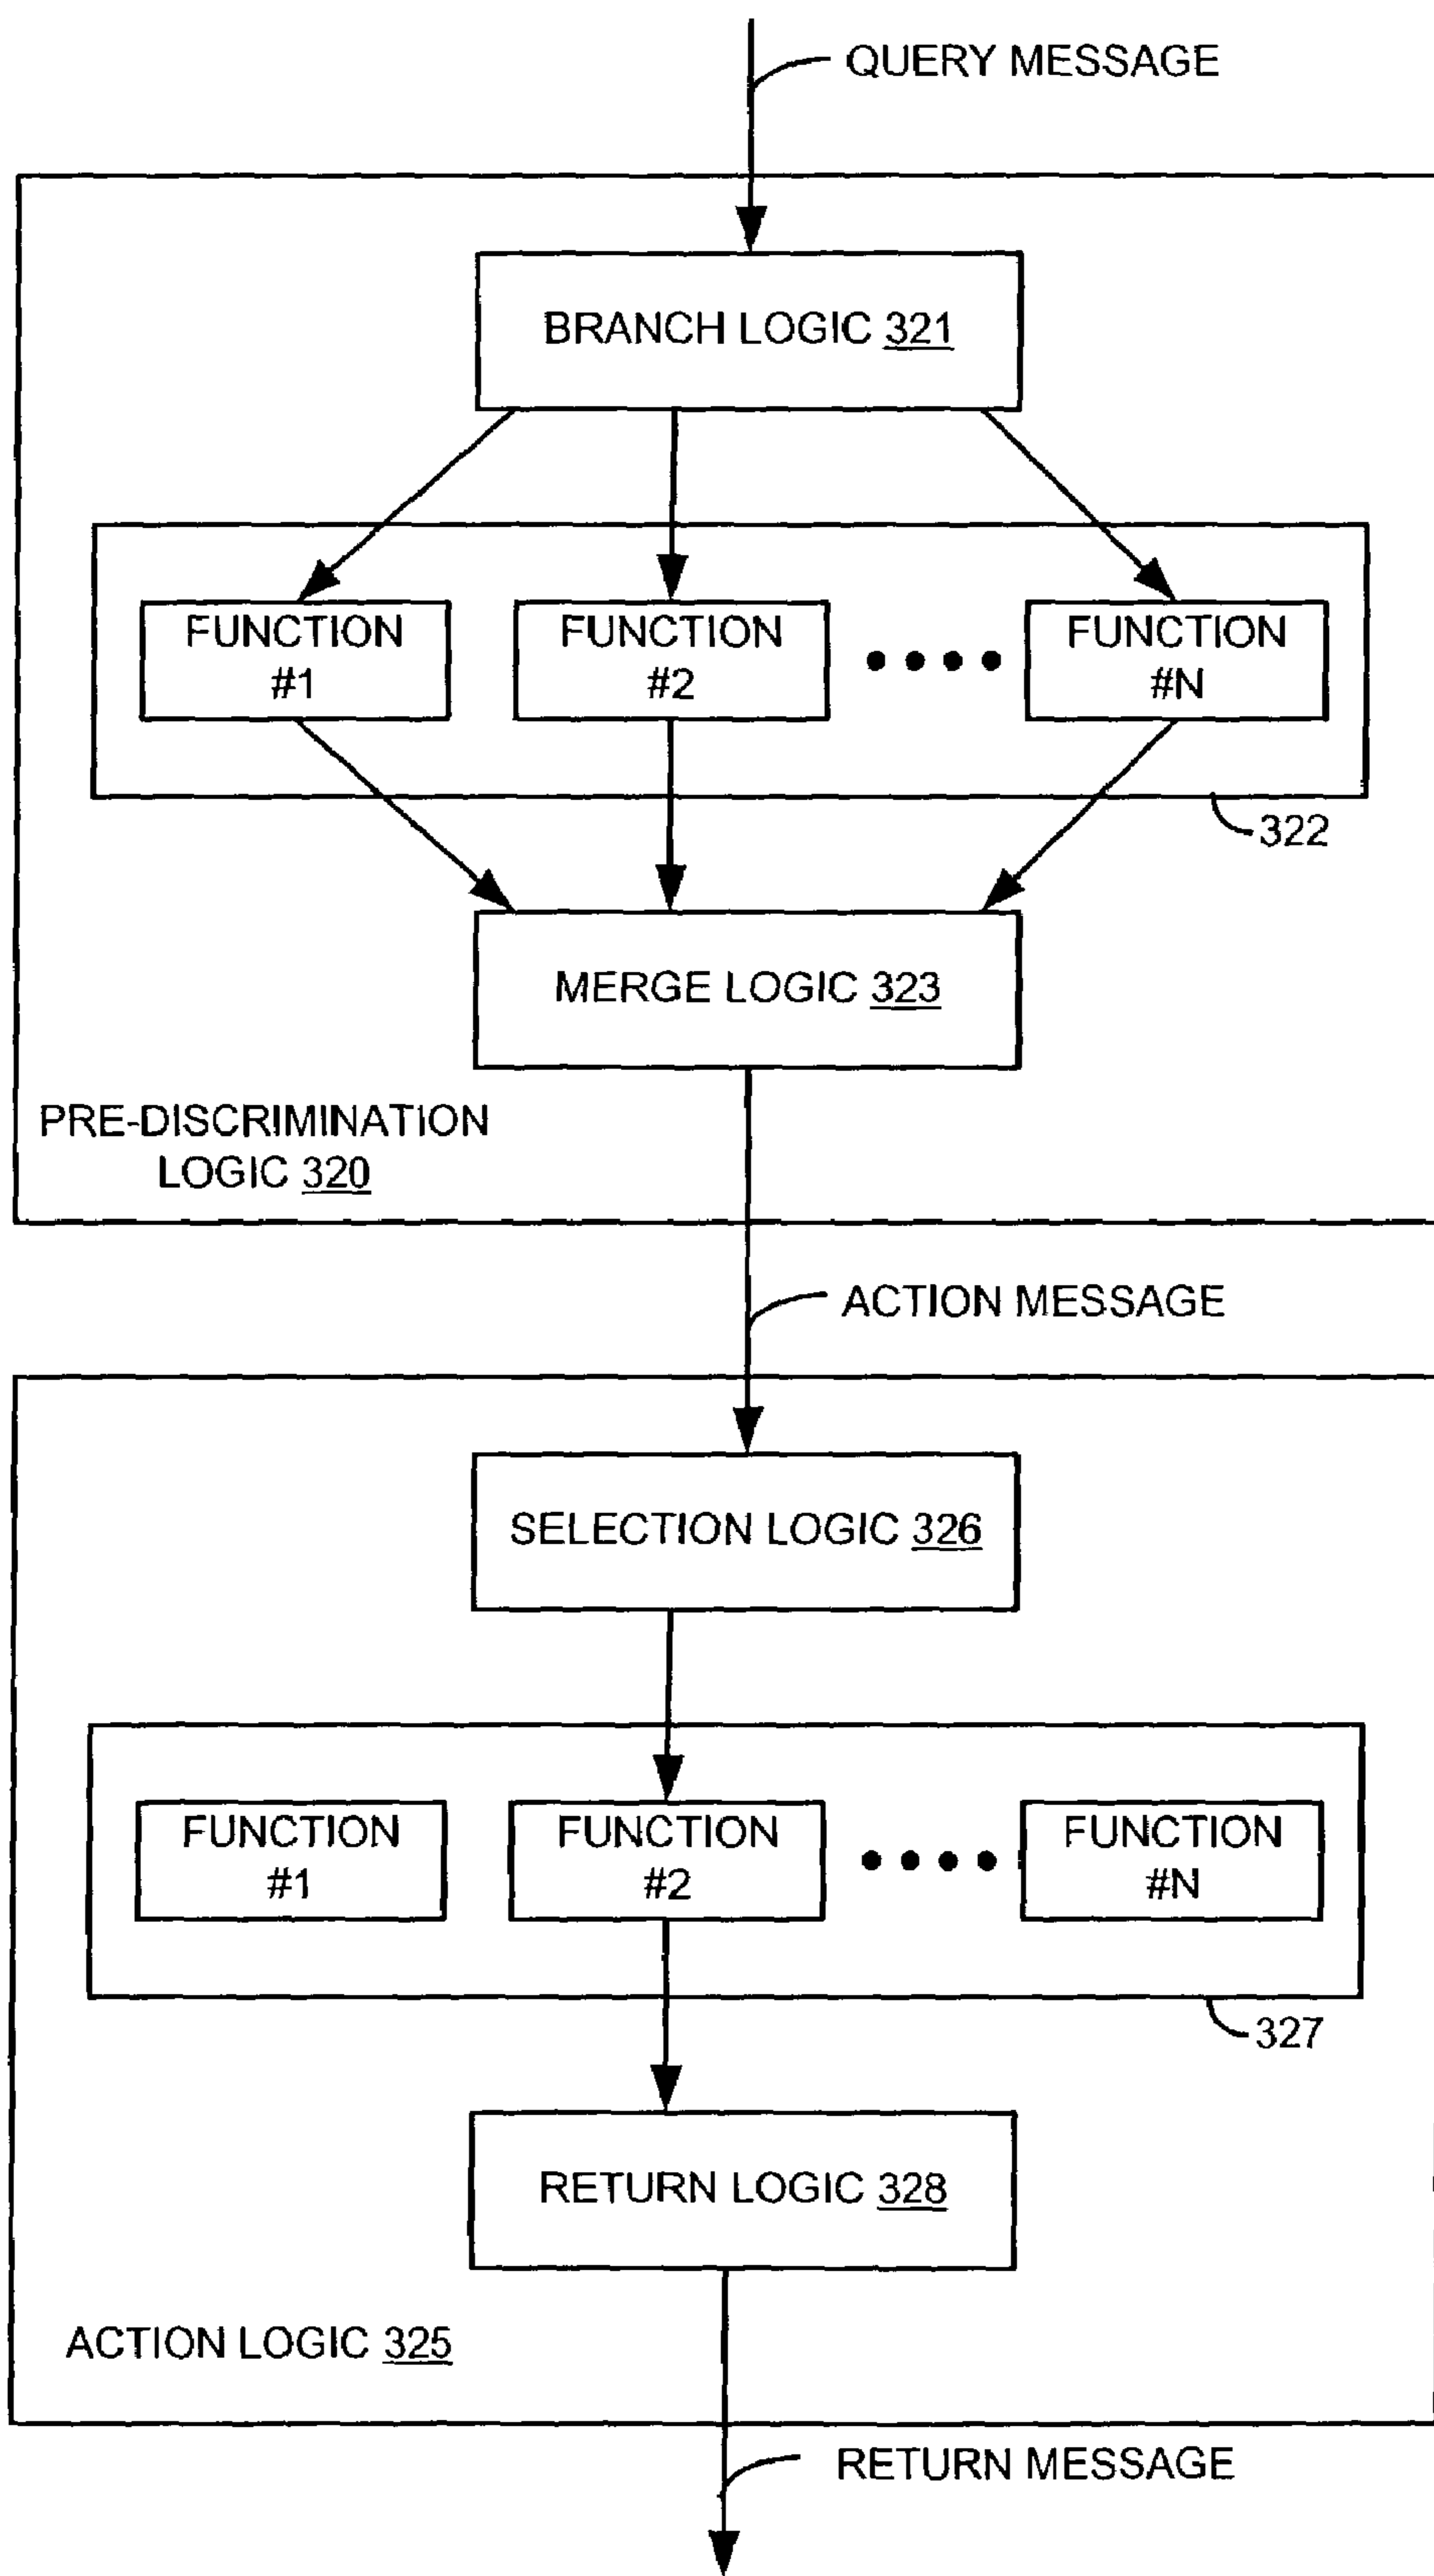 QUERY MESSAGE
BRANCH LOGIC 321
FUNCTION
#1
FUNCTION
#2
FUNCTION
#N
322
MERGE LOGIC 323
PRE-DISCRIMINATION
LOGIC 320
ACTION MESSAGE
SELECTION LOGIC 326
FUNCTION
#1
FUNCTION
#2
FUNCTION
#N
327
RETURN LOGIC 328
ACTION LOGIC 325
RETURN MESSAGE